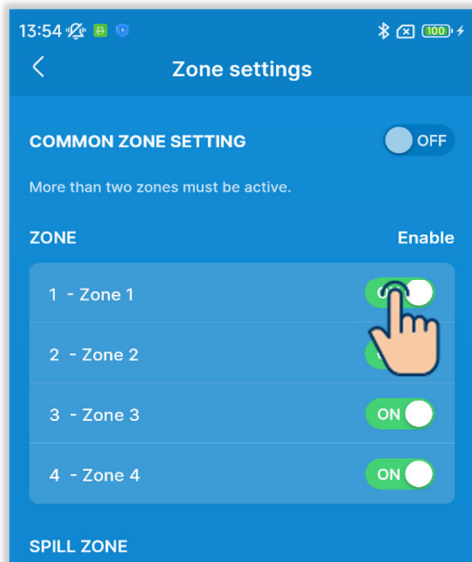 13:54
100
Zone settings
COMMON ZONE SETTING
OFF
More than two zones must be active.
ZONE
Enable
1 - Zone 1
2 - Zone 2
3 - Zone 3
ON
4 - Zone 4
ON
SPILL ZONE